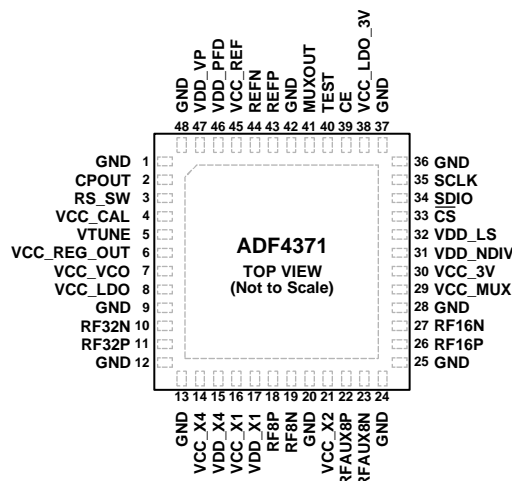 GND
VDD_VP
VDD_PFD
VCC_REF
REFN
REFP
GND
MUXOUT
TEST
CE
VCC_LDO_3V
GND
48 47 46 45 44 43 42 41 40 39 38 37
GND 1
CPOUT 2
RS_SW 3
VCC_CAL 4
VTUNE 5
VCC_REG_OUT 6
VCC_VCO 7
VCC_LDO 8
GND 9
RF32N 10
RF32P 11
GND 12
ADF4371
TOP VIEW
(Not to Scale)
36 GND
35 SCLK
34 SDIO
33 CS
32 VDD_LS
31 VDD_NDIV
30 VCC_3V
29 VCC_MUX
28 GND
27 RF16N
26 RF16P
25 GND
13 14 15 16 17 18 19 20 21 22 23 24
GND
VCC_X4
VDD_X4
VCC_X1
VDD_X1
RF8P
RF8N
GND
VCC_X2
RFAUX8P
RFAUX8N
GND